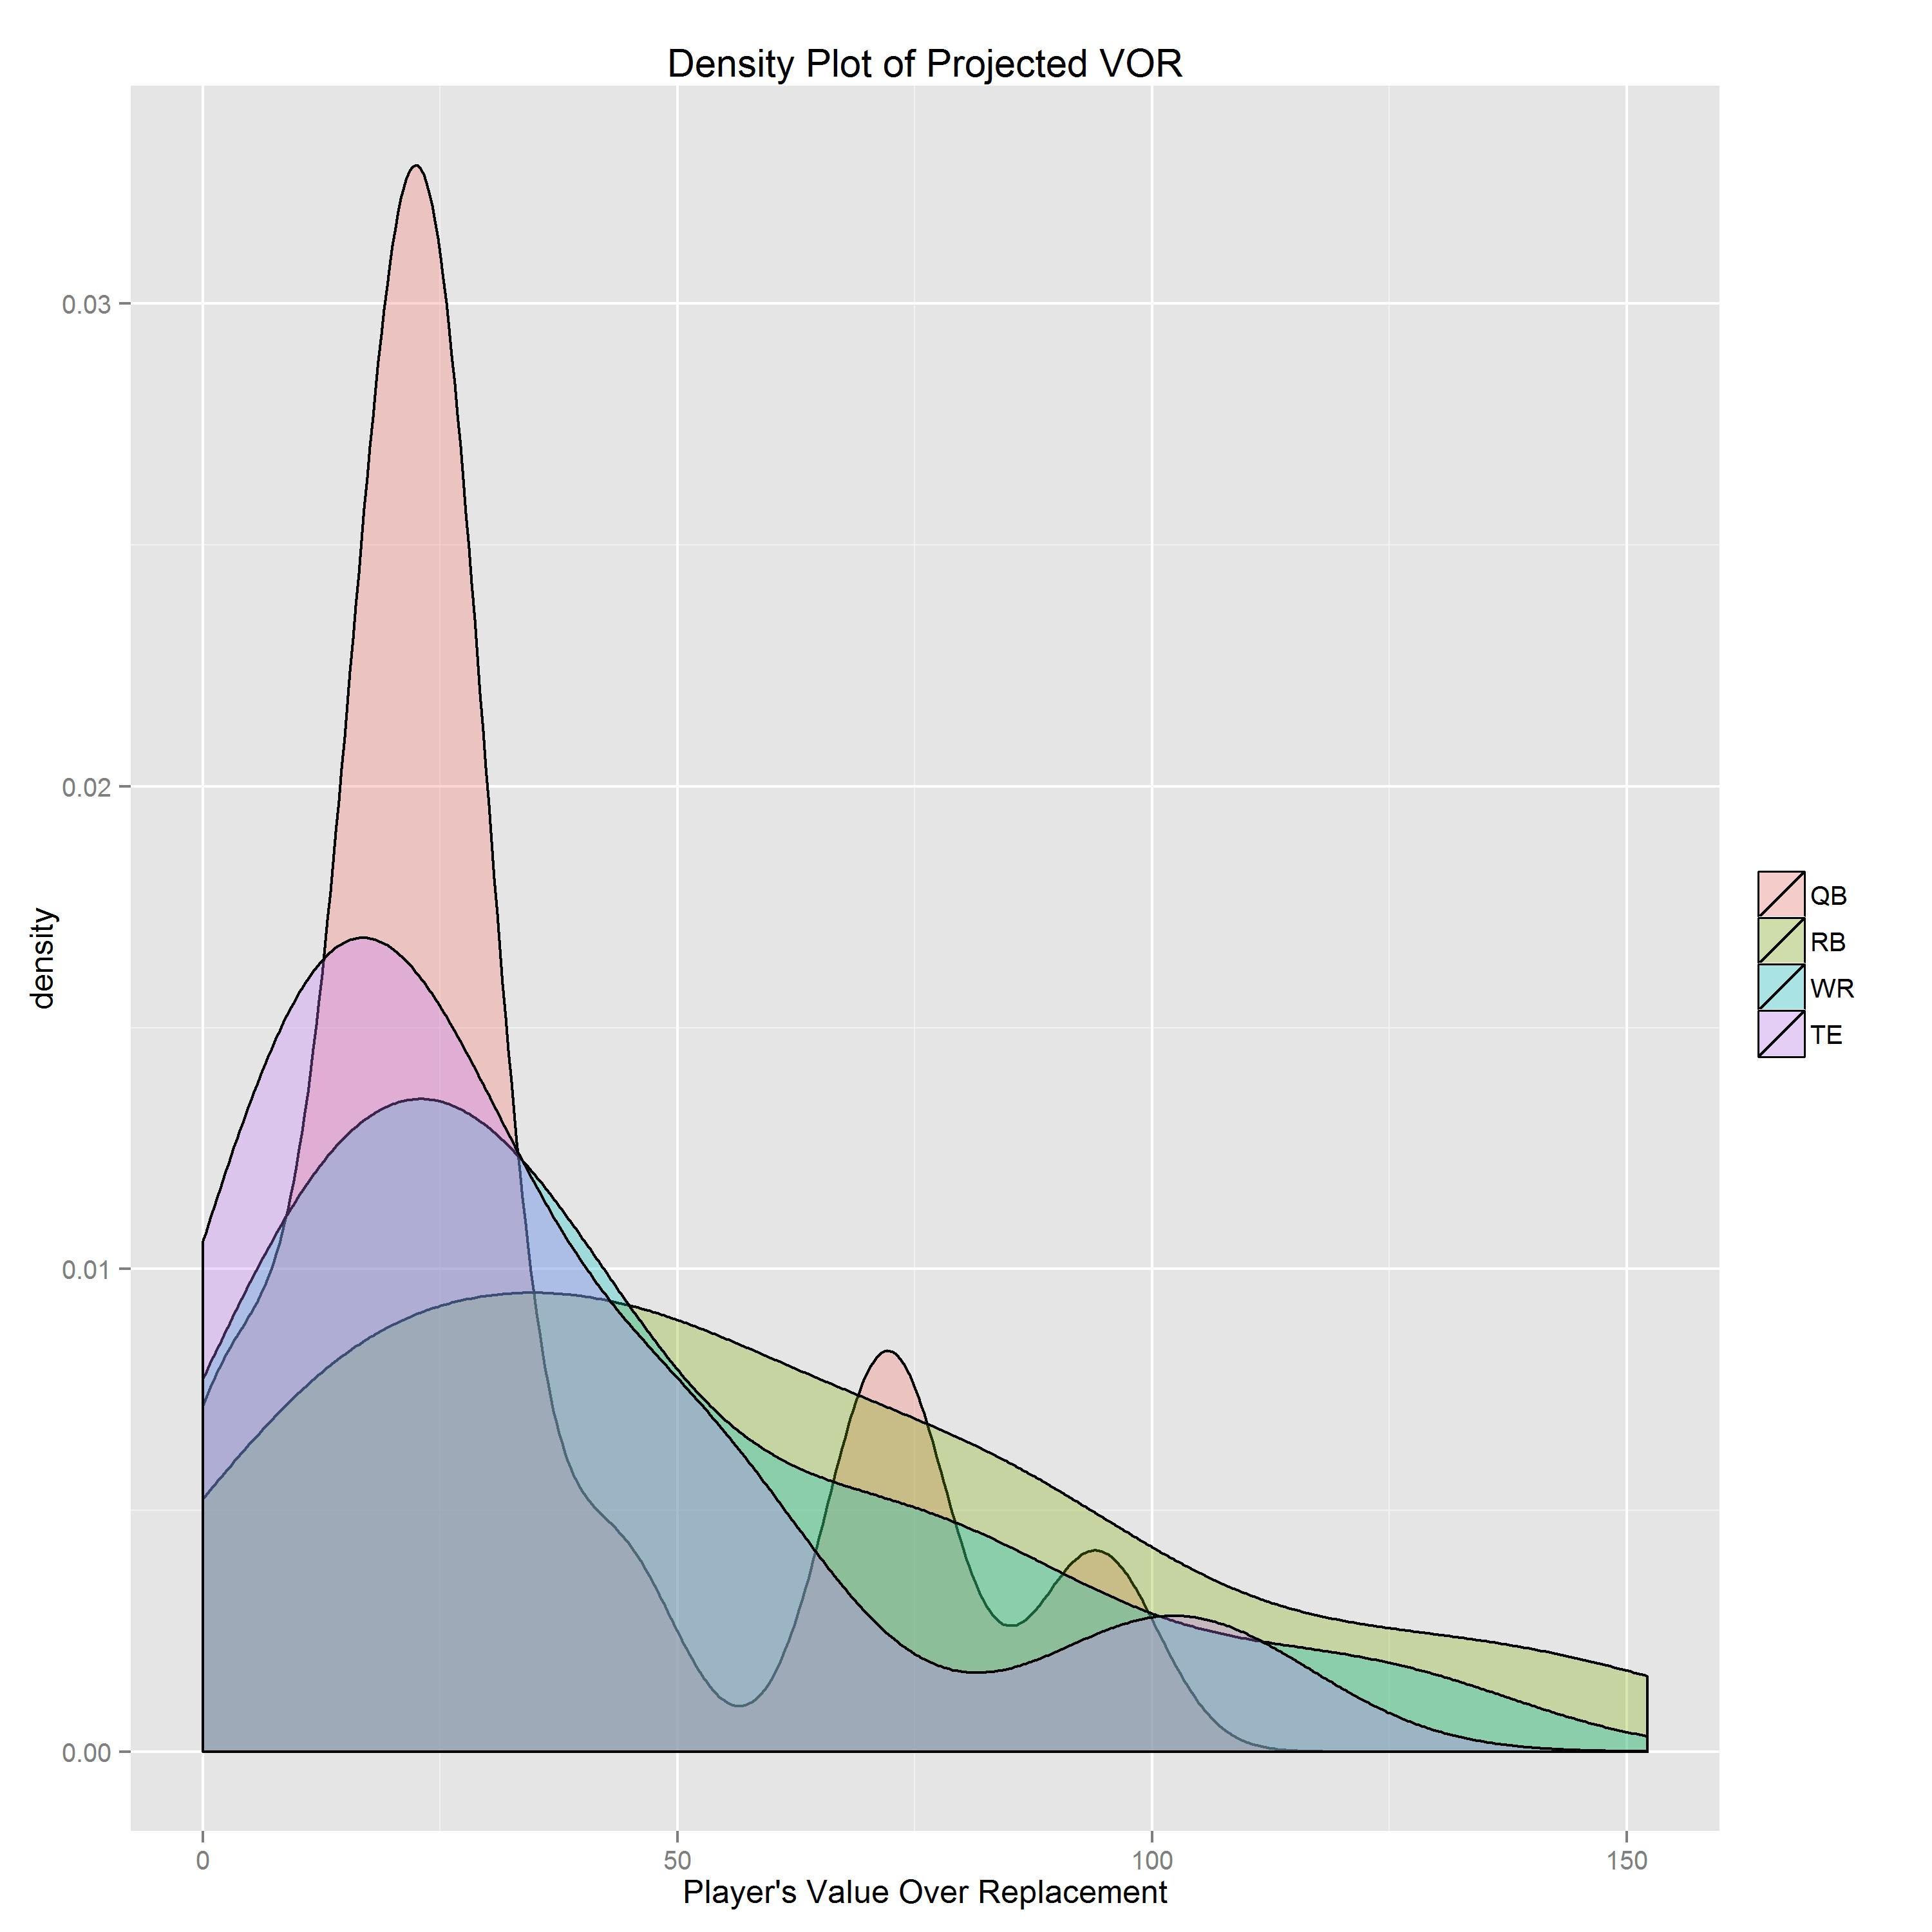 Density Plot of Projected VOR
density
0.03
0.02
0.01
0.00
0
50
100
150
Player's Value Over Replacement
QB
RB
WR
TE